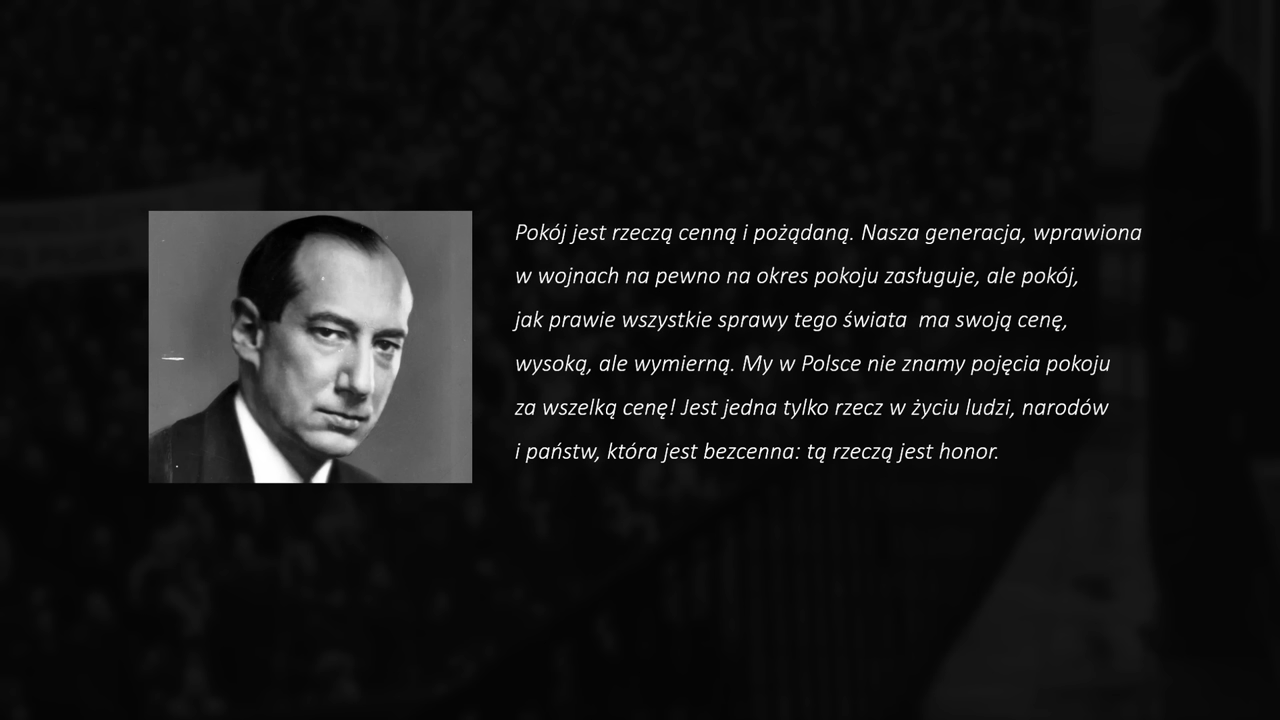 Pokój jest rzeczą cenną i pożądaną. Nasza generacja, wprawiona
w wojnach na pewno na okres pokoju zasługuje, ale pokój,
jak prawie wszystkie sprawy tego świata  ma swoją cenę,
wysoką, ale wymierną. My w Polsce nie znamy pojęcia pokoju
za wszelką cenę! Jest jedna tylko rzecz w życiu ludzi, narodów
i państw, która jest bezcenna: tą rzeczą jest honor.